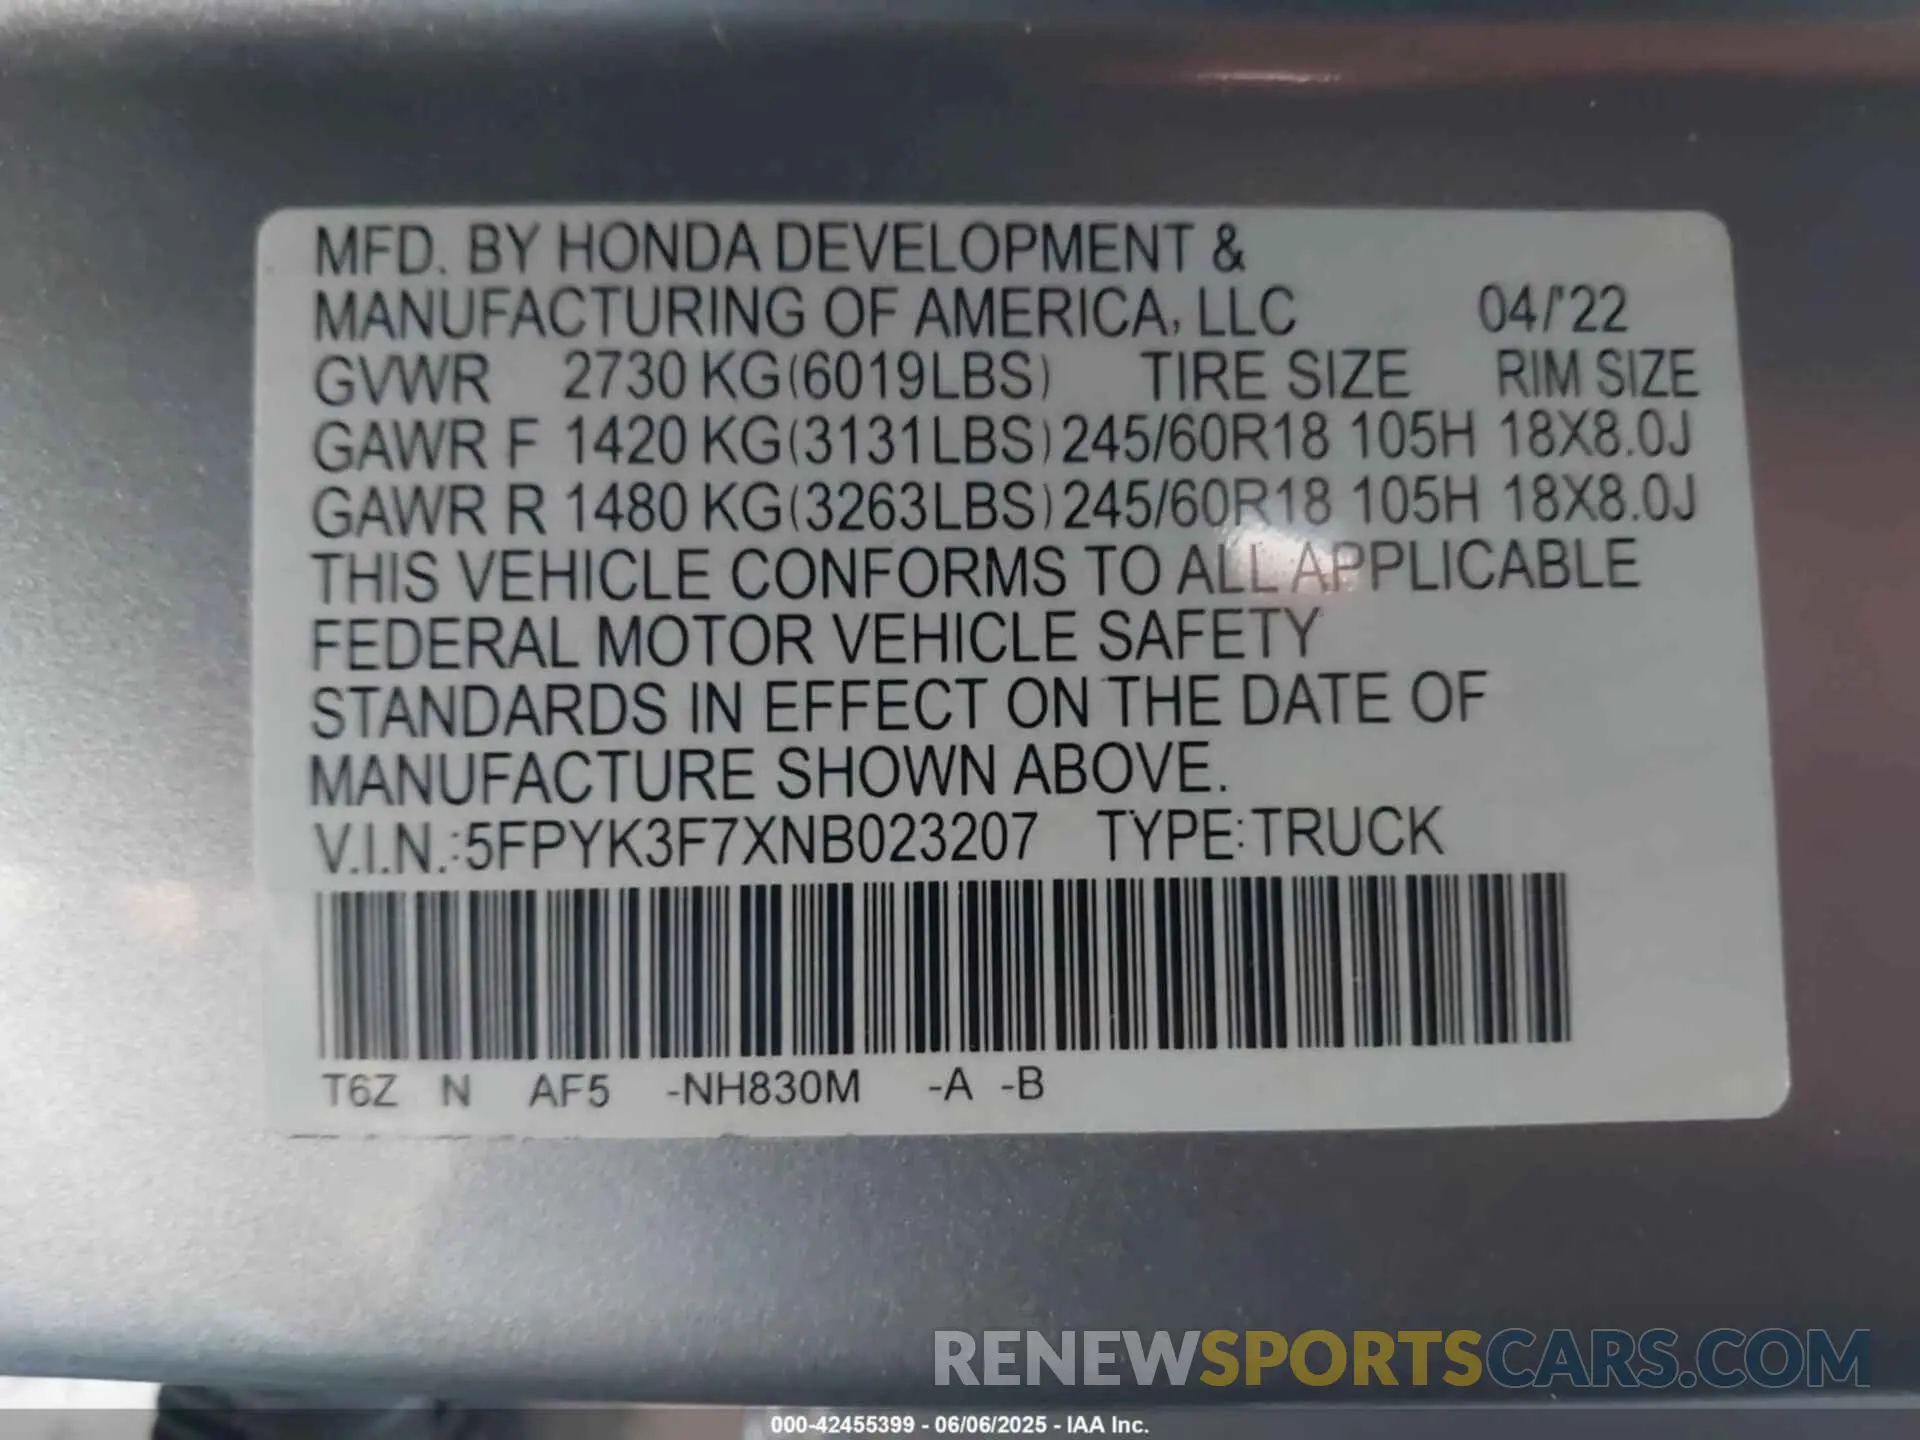 MFD. BY HONDA DEVELOPMENT &
MANUFACTURING OF AMERICA, LLC 04/'22
GVWR 2730 KG(6019LBS) TIRE SIZE RIM SIZE
GAWR F 1420 KG(3131LBS) 245/60R18 105H 18X8.0J
GAWR R 1480 KG(3263LBS) 245/60R18 105H 18X8.0J
THIS VEHICLE CONFORMS TO ALL APPLICABLE
FEDERAL MOTOR VEHICLE SAFETY
STANDARDS IN EFFECT ON THE DATE OF
MANUFACTURE SHOWN ABOVE.
V.I.N.:5FPYK3F7XNB023207 TYPE:TRUCK
T6Z N AF5 -NH830M -A -B
RENEWSPORTSCARS.COM
000-42455399 - 06/06/2025 - IAA Inc.